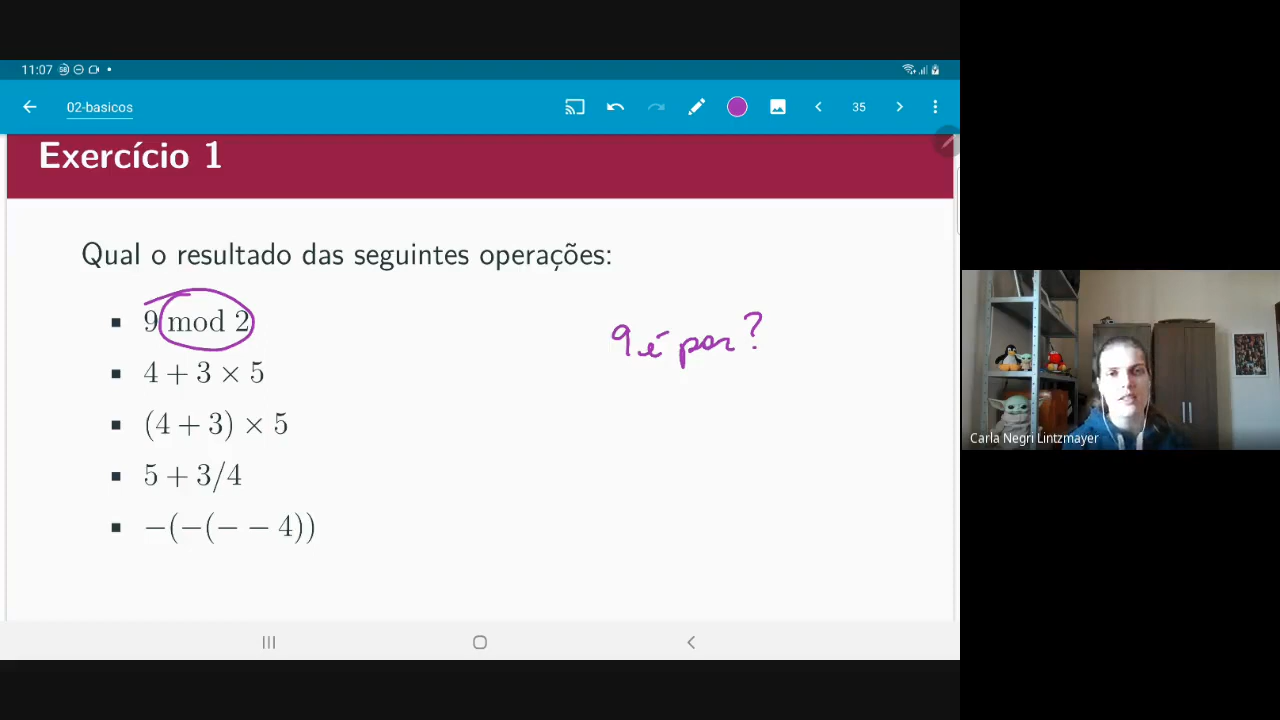 11:07 58
02-basicos
35
Exercício 1
Qual o resultado das seguintes operações:
9 mod 2
9 é par?
4 + 3 × 5
(4 + 3) × 5
5 + 3/4
−(−(− − 4))
Carla Negri Lintzmayer